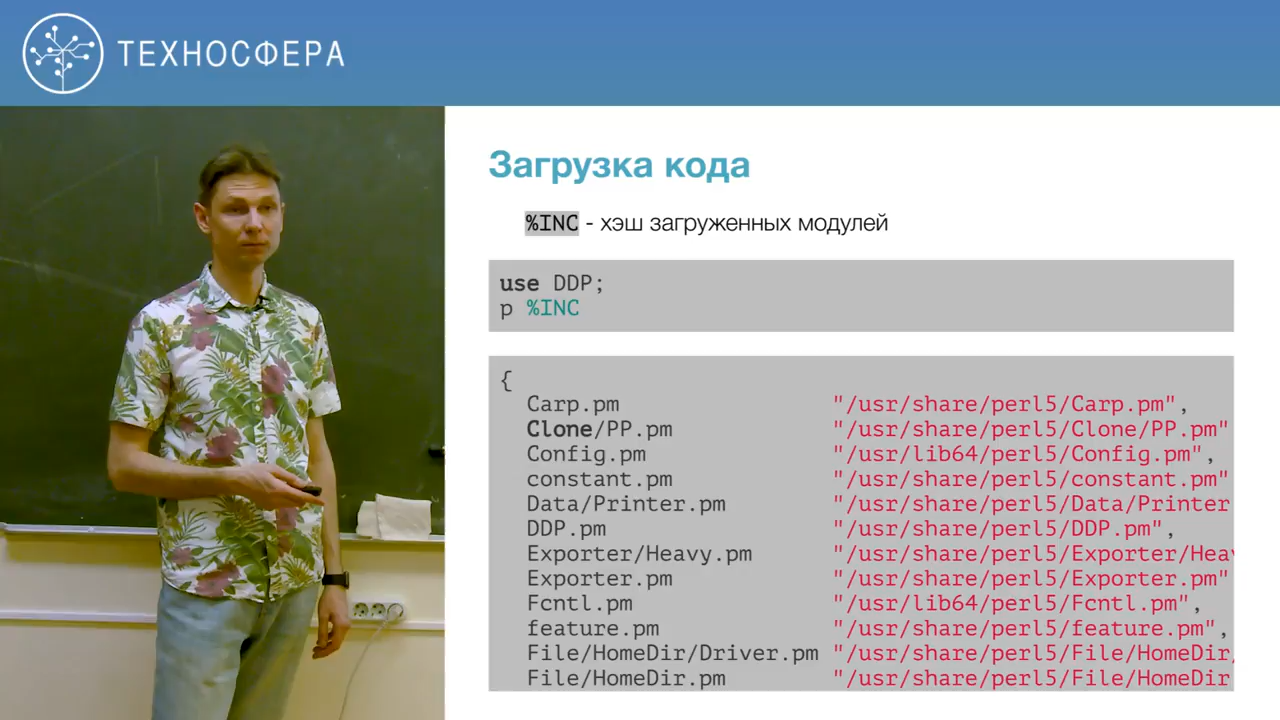 ТЕХНОСФЕРА
Загрузка кода
%INC - хэш загруженных модулей
use DDP;
p %INC
{
Carp.pm "/usr/share/perl5/Carp.pm",
Clone/PP.pm "/usr/share/perl5/Clone/PP.pm"
Config.pm "/usr/lib64/perl5/Config.pm",
constant.pm "/usr/share/perl5/constant.pm"
Data/Printer.pm "/usr/share/perl5/Data/Printer
DDP.pm "/usr/share/perl5/DDP.pm",
Exporter/Heavy.pm "/usr/share/perl5/Exporter/Heav
Exporter.pm "/usr/share/perl5/Exporter.pm"
Fcntl.pm "/usr/lib64/perl5/Fcntl.pm",
feature.pm "/usr/share/perl5/feature.pm",
File/HomeDir/Driver.pm "/usr/share/perl5/File/HomeDir/
File/HomeDir.pm "/usr/share/perl5/File/HomeDir